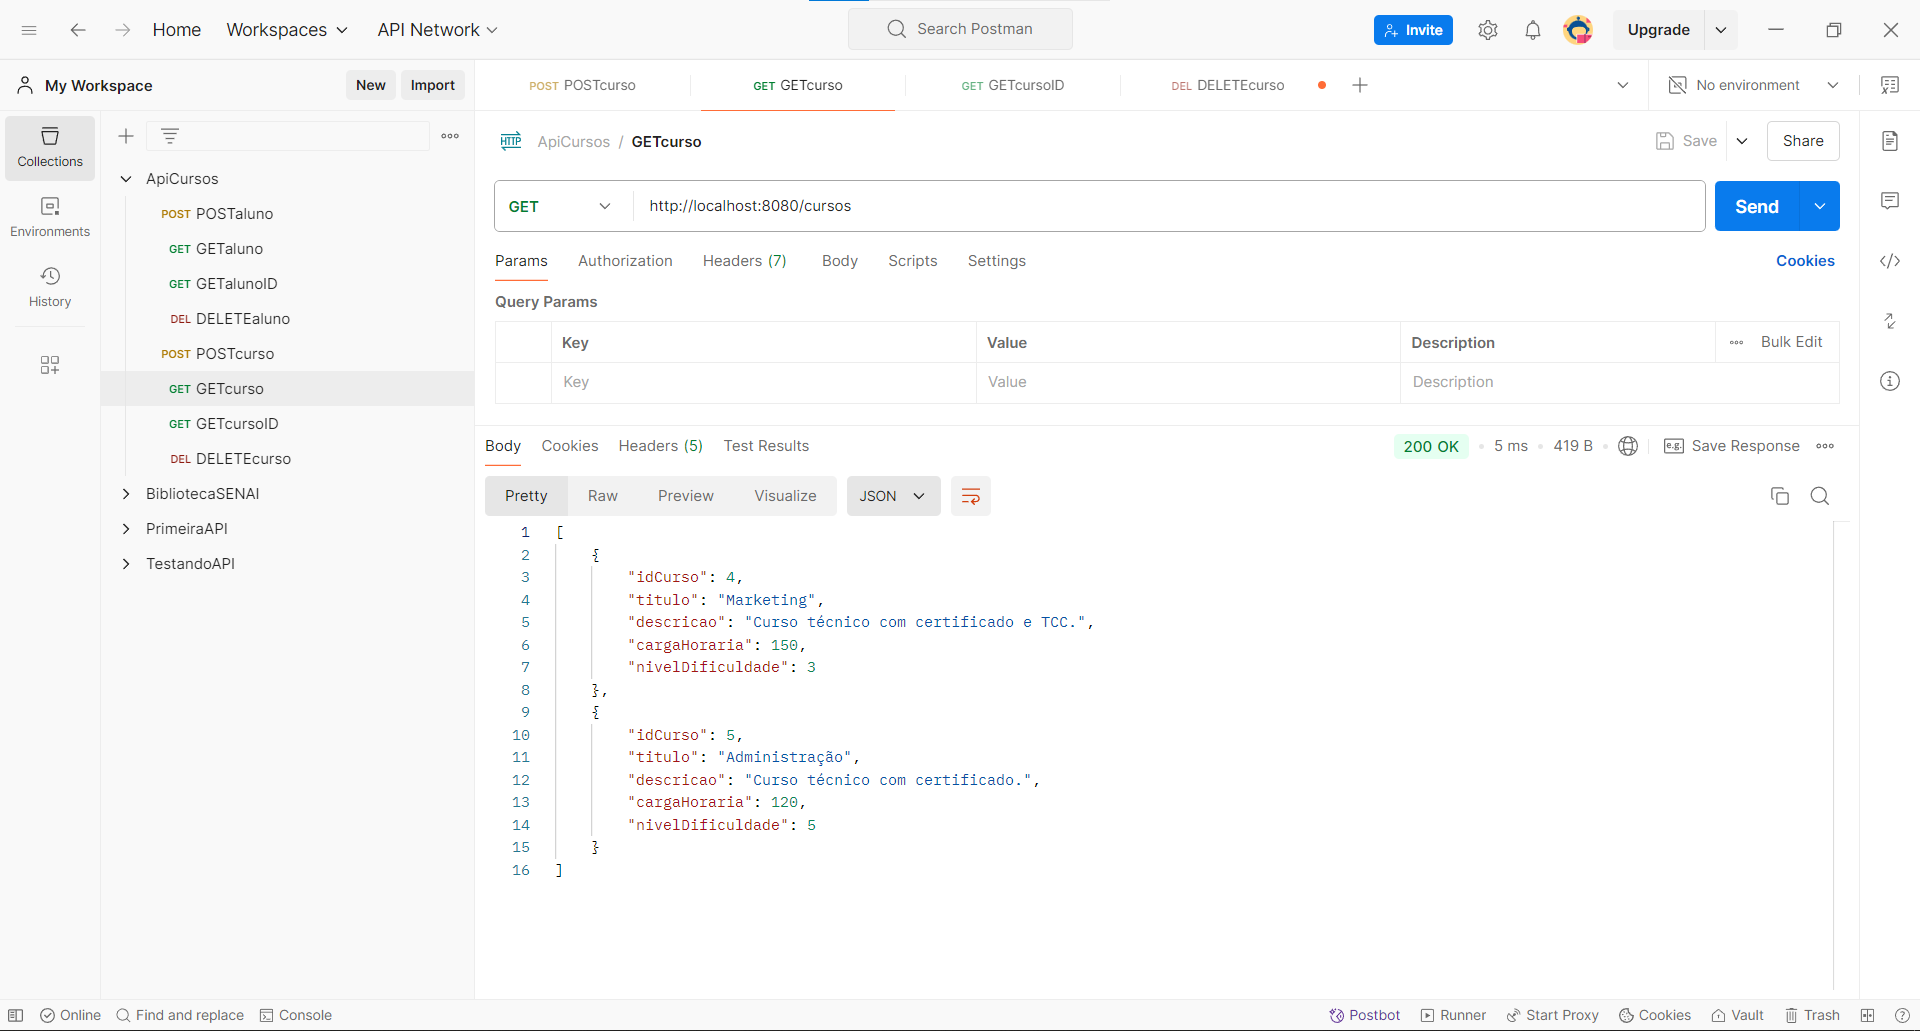 Home Workspaces API Network Search Postman Invite Upgrade
My Workspace New Import
POST POSTcurso GET GETcurso GET GETcursoID DEL DELETEcurso No environment
Collections
Environments
History
ApiCursos
POST POSTaluno
GET GETaluno
GET GETalunoID
DEL DELETEaluno
POST POSTcurso
GET GETcurso
GET GETcursoID
DEL DELETEcurso
BibliotecaSENAI
PrimeiraAPI
TestandoAPI
HTTP ApiCursos / GETcurso Save Share
GET http://localhost:8080/cursos Send
Params Authorization Headers (7) Body Scripts Settings Cookies
Query Params
Key Value Description Bulk Edit
Key Value Description
Body Cookies Headers (5) Test Results 200 OK 5 ms 419 B e.g. Save Response
Pretty Raw Preview Visualize JSON
1 [
2 {
3 "idCurso": 4,
4 "titulo": "Marketing",
5 "descricao": "Curso técnico com certificado e TCC.",
6 "cargaHoraria": 150,
7 "nivelDificuldade": 3
8 },
9 {
10 "idCurso": 5,
11 "titulo": "Administração",
12 "descricao": "Curso técnico com certificado.",
13 "cargaHoraria": 120,
14 "nivelDificuldade": 5
15 }
16 ]
Online Find and replace Console Postbot Runner Start Proxy Cookies Vault Trash